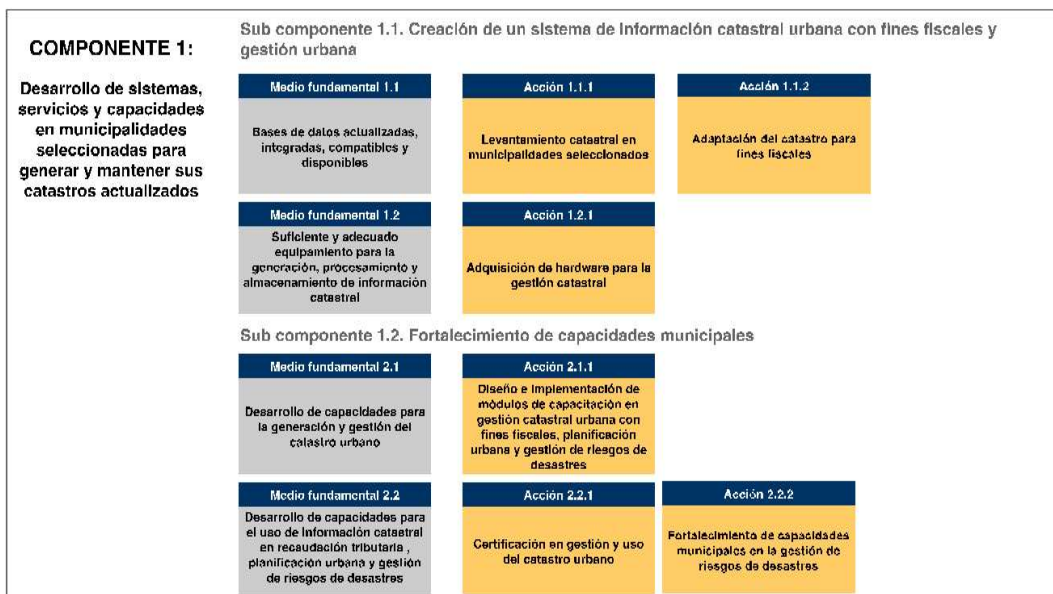 COMPONENTE 1:
Desarrollo de sistemas,
servicios y capacidades
en municipalidades
seleccionadas para
generar y mantener sus
catastros actualizados
Sub componente 1.1. Creación de un sistema de información catastral urbana con fines fiscales y
gestión urbana
Medio fundamental 1.1
Bases de datos actualizadas,
integradas, compatibles y
disponibles
Acción 1.1.1
Levantamiento catastral en
municipalidades seleccionados
Acción 1.1.2
Adaptación del catastro para
fines fiscales
Medio fundamental 1.2
Suficiente y adecuado
equipamiento para la
generación, procesamiento y
almacenamiento de información
catastral
Acción 1.2.1
Adquisición de hardware para la
gestión catastral
Sub componente 1.2. Fortalecimiento de capacidades municipales
Medio fundamental 2.1
Desarrollo de capacidades para
la generación y gestión del
catastro urbano
Acción 2.1.1
Diseño e implementación de
módulos de capacitación en
gestión catastral urbana con
fines fiscales, planificación
urbana y gestión de riesgos de
desastres
Medio fundamental 2.2
Desarrollo de capacidades para
el uso de información catastral
en recaudación tributaria ,
planificación urbana y gestión
de riesgos de desastres
Acción 2.2.1
Certificación en gestión y uso
del catastro urbano
Acción 2.2.2
Fortalecimiento de capacidades
municipales en la gestión de
riesgos de desastres